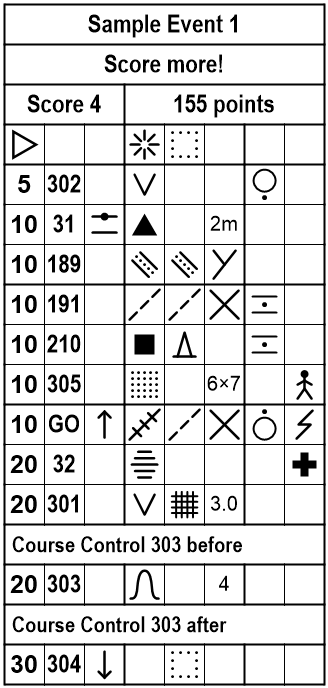 Sample Event 1
Score more!
Score 4 155 points
5 302
10 31 2m
10 189
10 191
10 210
10 305 6×7
10 GO
20 32
20 301 3.0
Course Control 303 before
20 303 4
Course Control 303 after
30 304